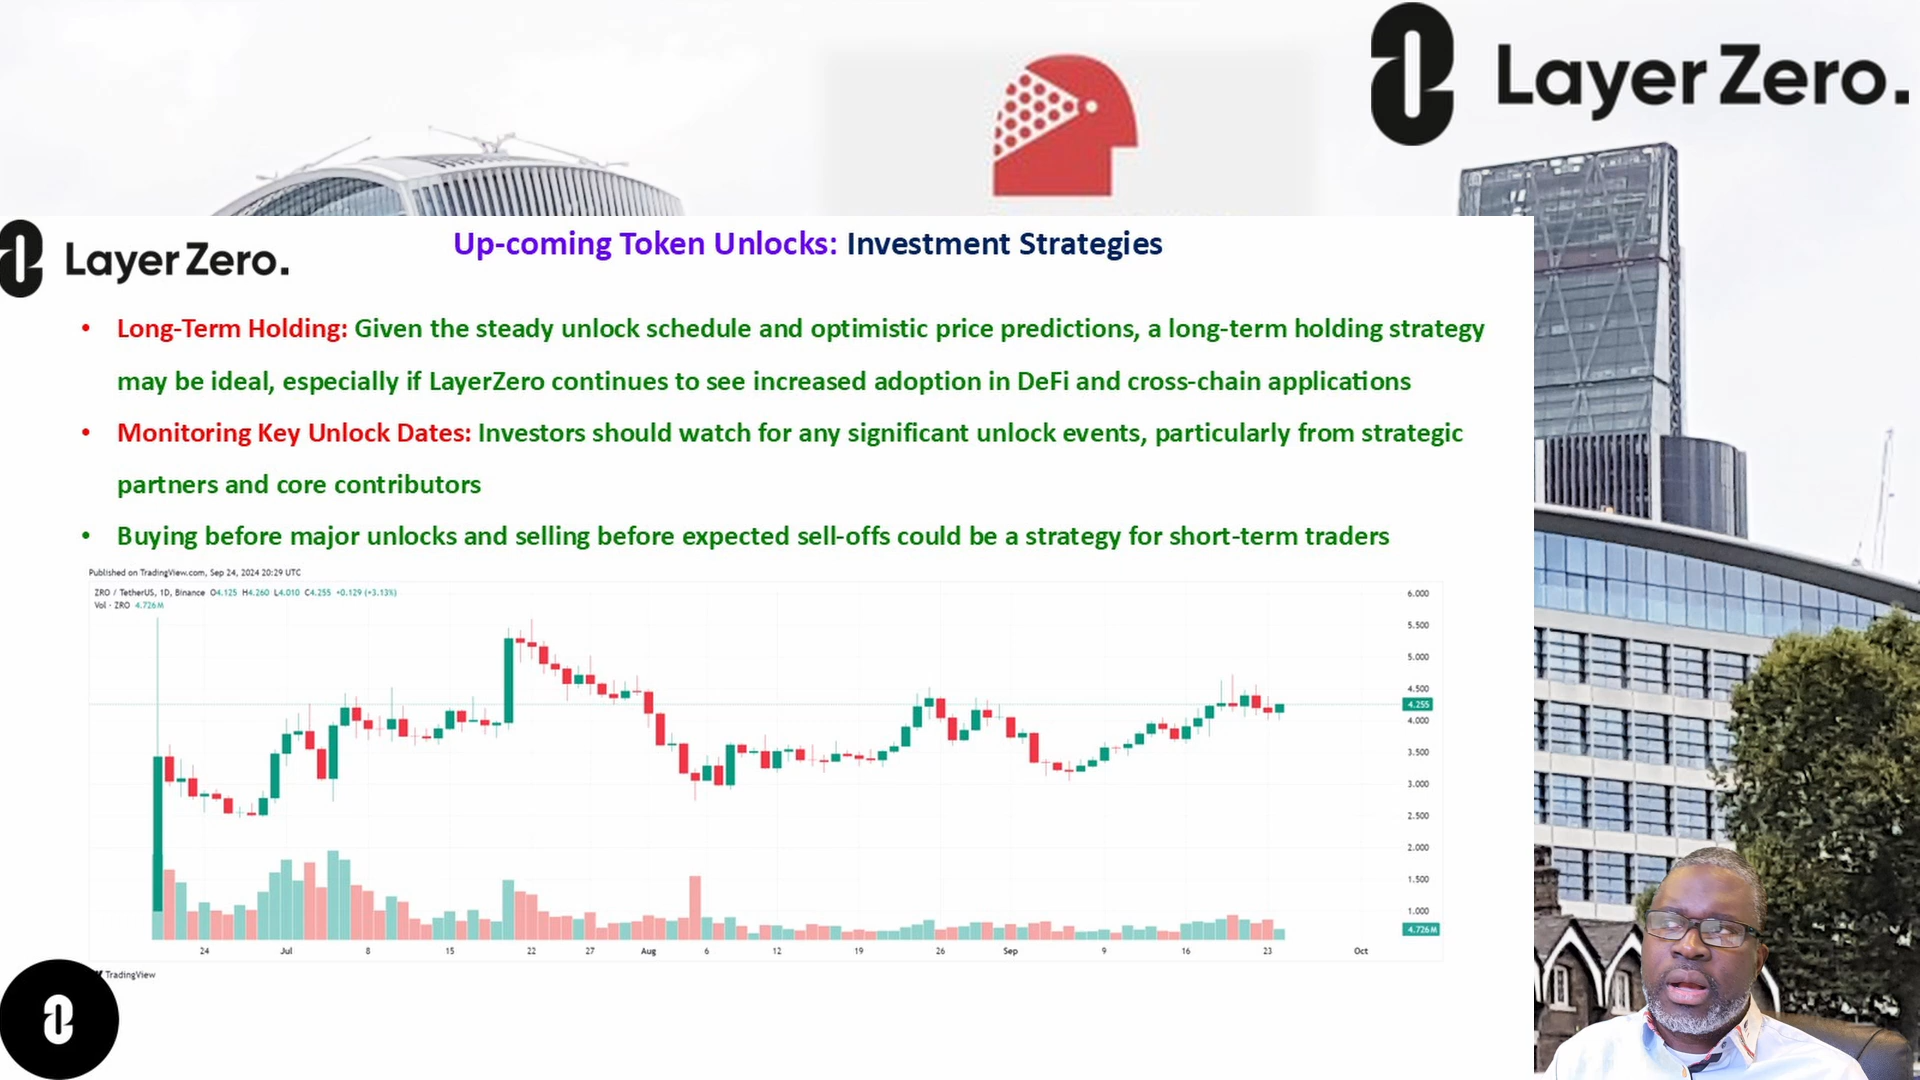 LayerZero.
LayerZero.
Up-coming Token Unlocks: Investment Strategies
• Long-Term Holding: Given the steady unlock schedule and optimistic price predictions, a long-term holding strategy
may be ideal, especially if LayerZero continues to see increased adoption in DeFi and cross-chain applications
• Monitoring Key Unlock Dates: Investors should watch for any significant unlock events, particularly from strategic
partners and core contributors
• Buying before major unlocks and selling before expected sell-offs could be a strategy for short-term traders
Published on TradingView.com, Sep 24, 2024 20:29 UTC
ZRO / TetherUS, 1D, Binance O4.125 H4.260 L4.010 C4.255 +0.129 (+3.13%)
Vol · ZRO 4.726M
6.000
5.500
5.000
4.500
4.255
4.000
3.500
3.000
2.500
2.000
1.500
1.000
4.726M
24 Jul 8 15 22 27 Aug 6 12 19 26 Sep 9 16 23 Oct
TradingView